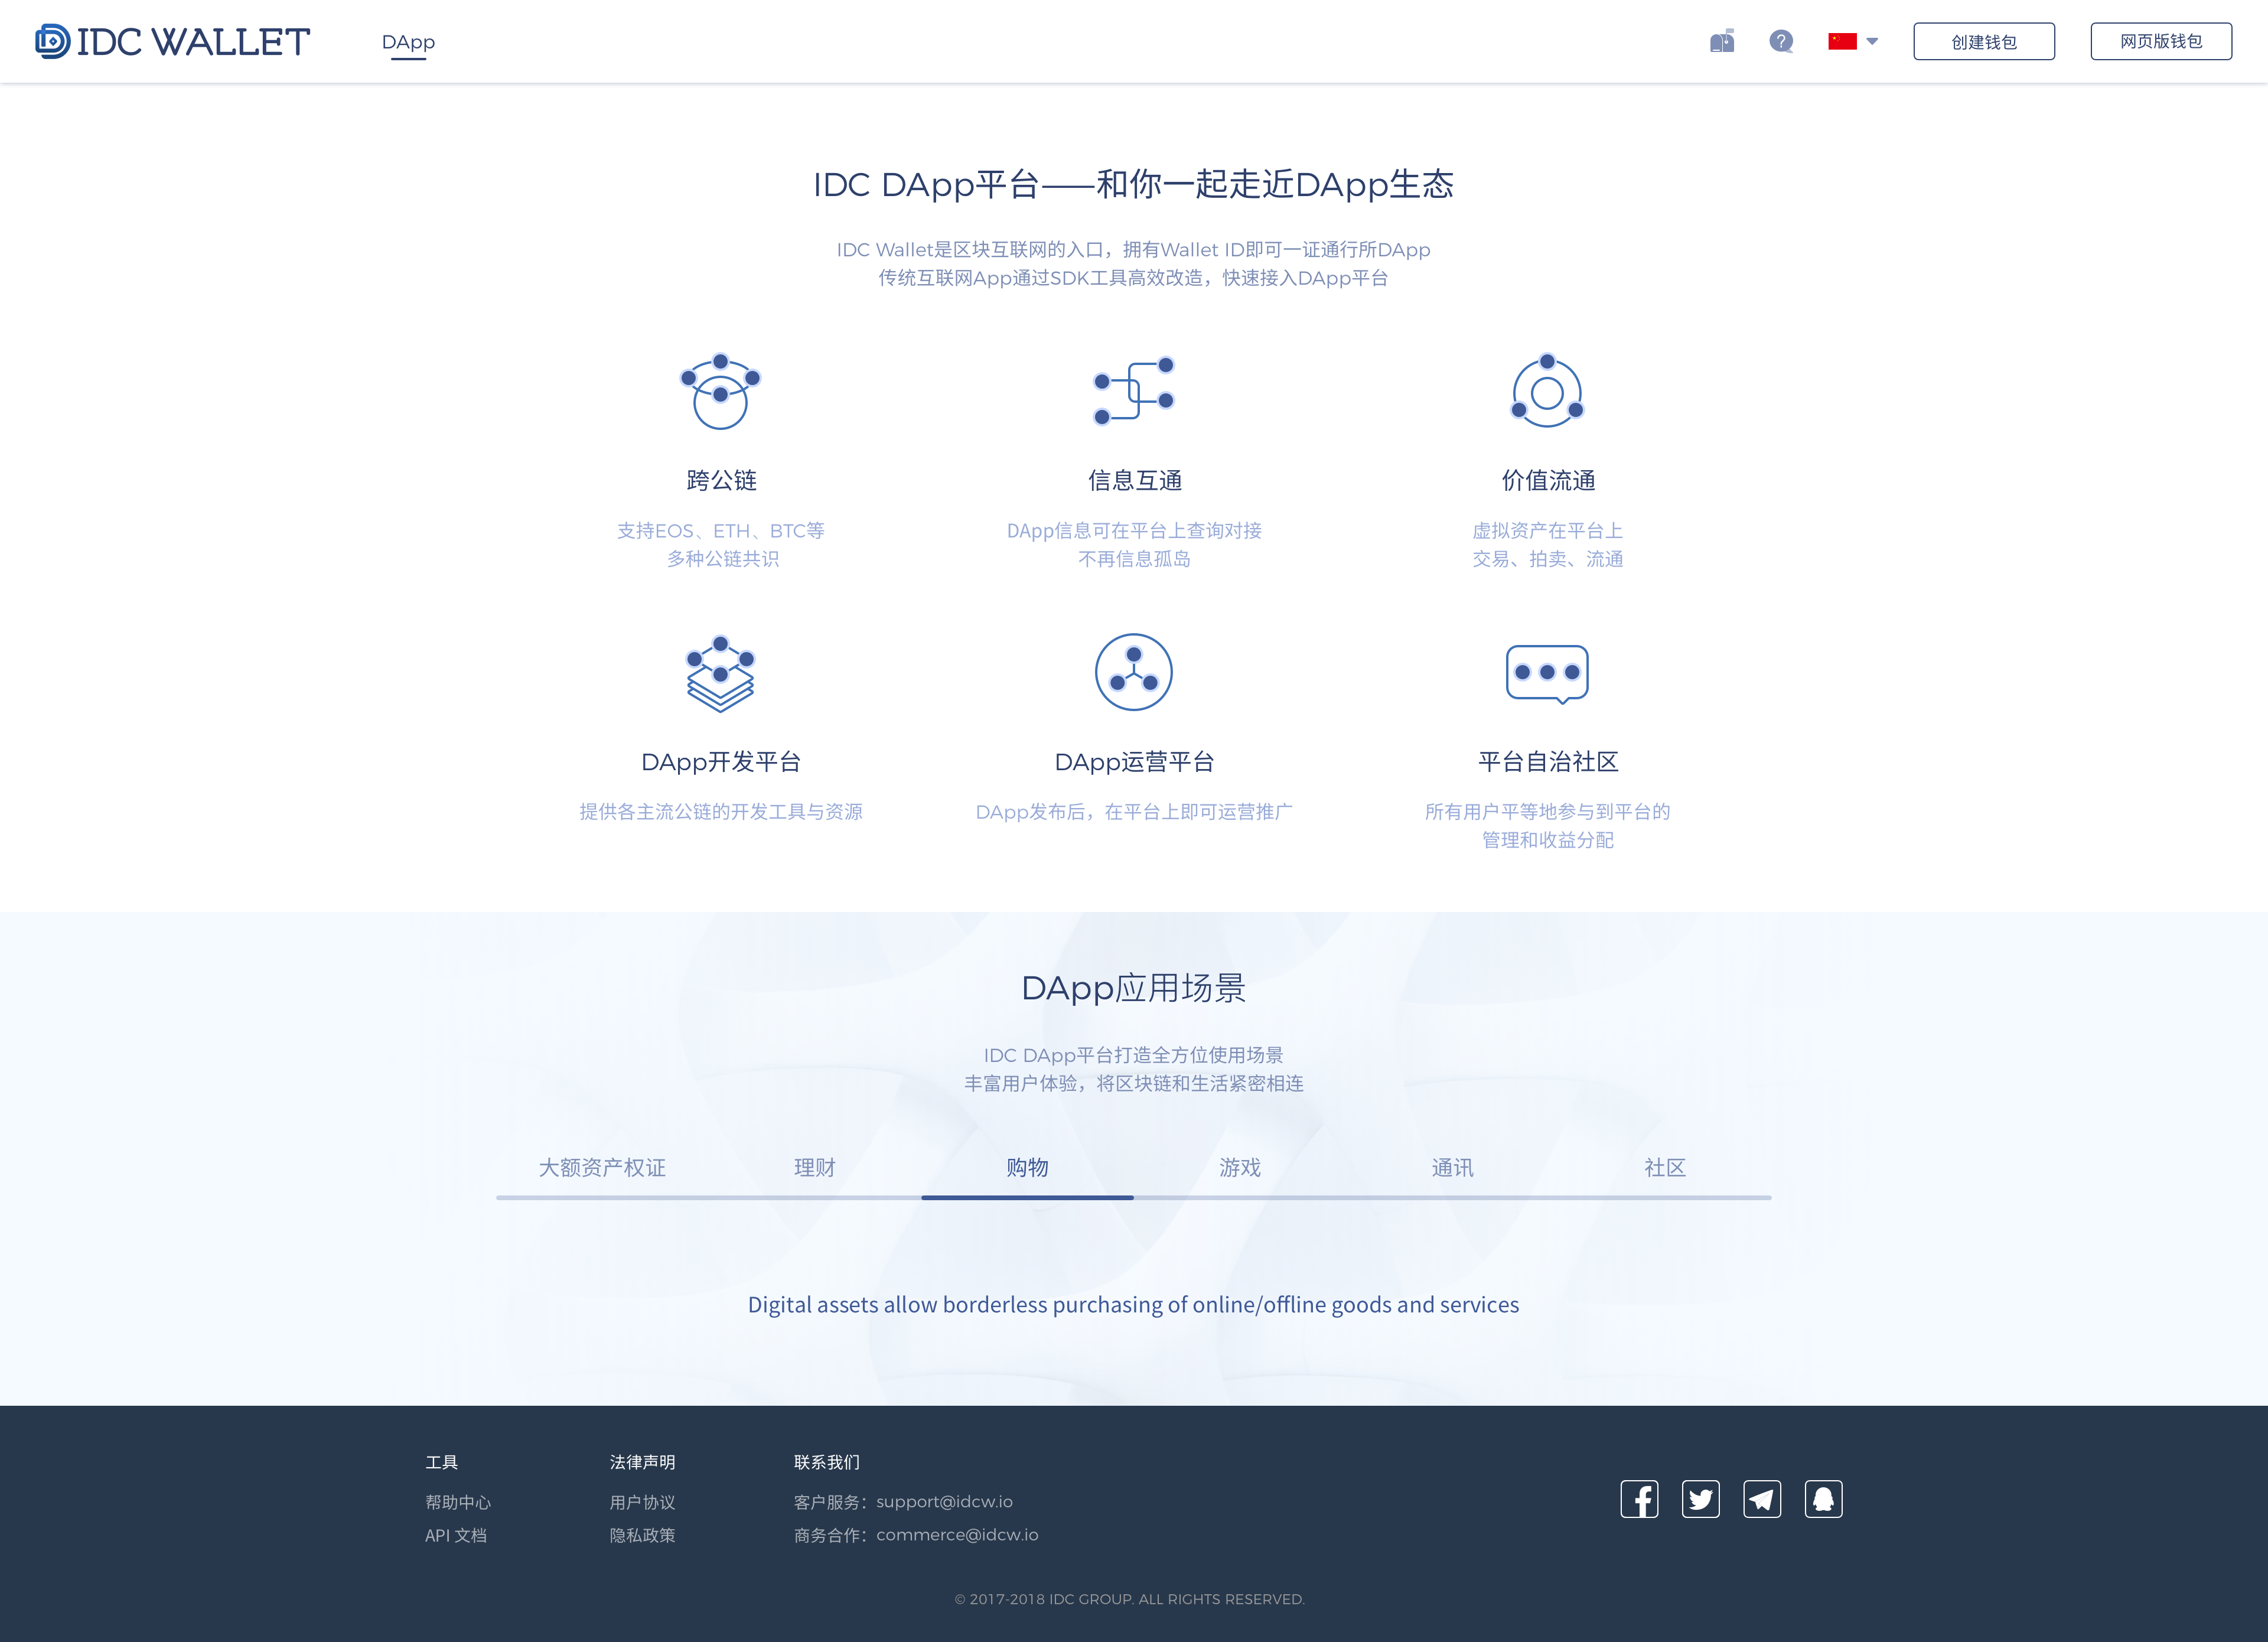 IDC WALLET
DApp
创建钱包
网页版钱包
IDC DApp平台——和你一起走近DApp生态
IDC Wallet是区块互联网的入口，拥有Wallet ID即可一证通行所DApp
传统互联网App通过SDK工具高效改造，快速接入DApp平台
跨公链
支持EOS、ETH、BTC等
多种公链共识
信息互通
DApp信息可在平台上查询对接
不再信息孤岛
价值流通
虚拟资产在平台上
交易、拍卖、流通
DApp开发平台
提供各主流公链的开发工具与资源
DApp运营平台
DApp发布后，在平台上即可运营推广
平台自治社区
所有用户平等地参与到平台的
管理和收益分配
DApp应用场景
IDC DApp平台打造全方位使用场景
丰富用户体验，将区块链和生活紧密相连
大额资产权证
理财
购物
游戏
通讯
社区
Digital assets allow borderless purchasing of online/offline goods and services
工具
帮助中心
API 文档
法律声明
用户协议
隐私政策
联系我们
客户服务：support@idcw.io
商务合作：commerce@idcw.io
© 2017-2018 IDC GROUP. ALL RIGHTS RESERVED.